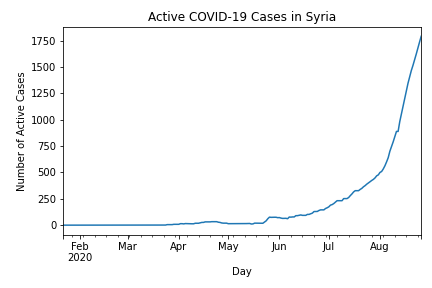 Active COVID-19 Cases in Syria
1750
1500
1250
1000
750
500
250
0
Number of Active Cases
Feb Mar Apr May Jun Jul Aug
2020
Day